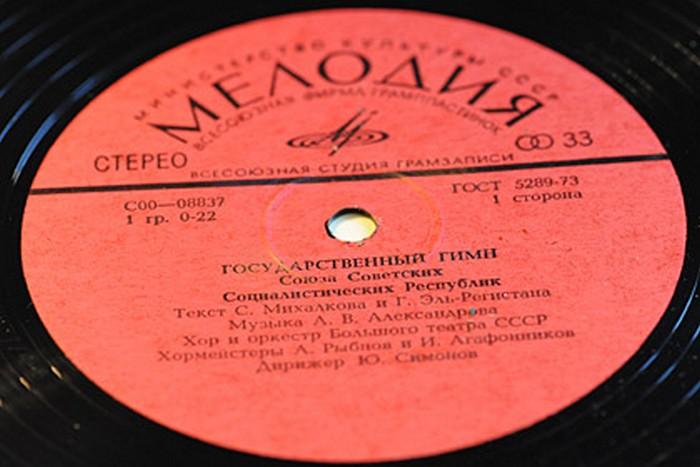 МИНИСТЕРСТВО КУЛЬТУРЫ СССР
МЕЛОДИЯ
ВСЕСОЮЗНАЯ ФИРМА ГРАМПЛАСТИНОК
СТЕРЕО
33
ВСЕСОЮЗНАЯ СТУДИЯ ГРАМЗАПИСИ
С00—08837
ГОСТ 5289-73
1 гр. 0-22
1 сторона
ГОСУДАРСТВЕННЫЙ ГИМН
Союза Советских
Социалистических Республик
Текст С. Михалкова и Г. Эль-Регистана
Музыка А. В. Александрова
Хор и оркестр Большого театра СССР
Хормейстеры А. Рыбнов и И. Агафонников
Дирижер Ю. Симонов